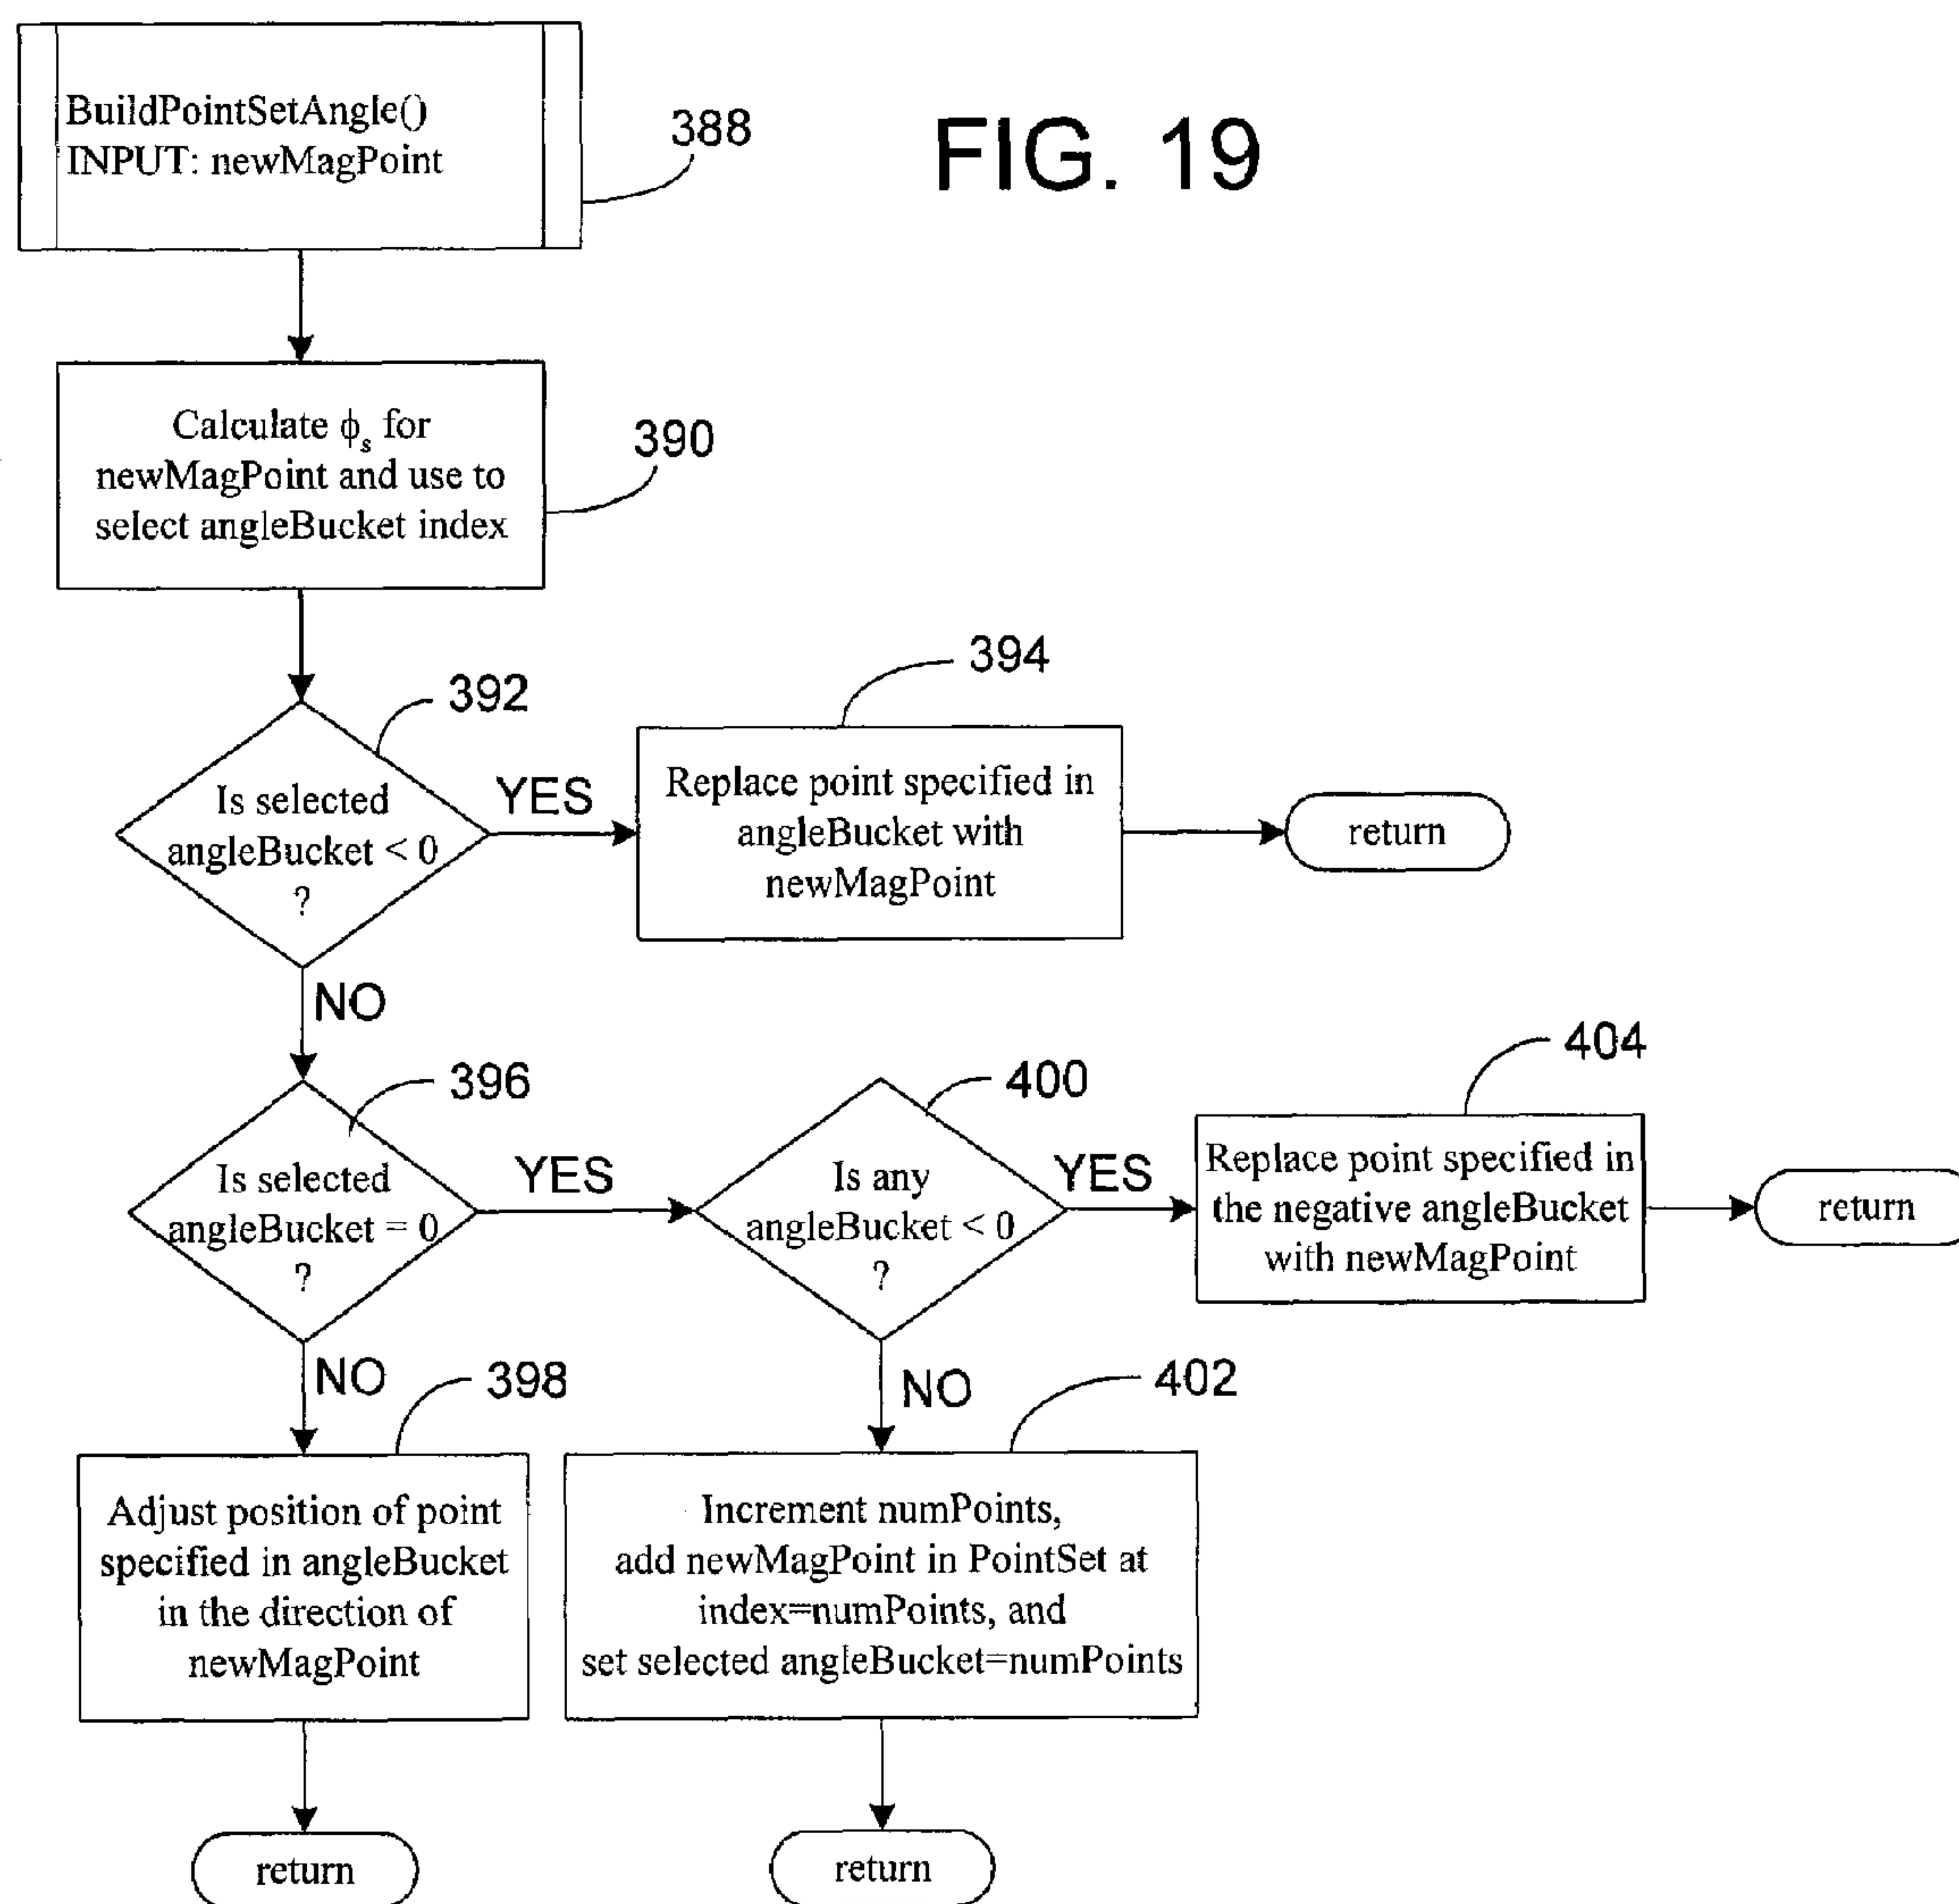 BuildPointSetAngle()
INPUT: newMagPoint
388
FIG. 19
Calculate ϕs for
newMagPoint and use to
select angleBucket index
390
392
Is selected
angleBucket < 0
?
YES
394
Replace point specified in
angleBucket with
newMagPoint
return
NO
396
Is selected
angleBucket = 0
?
YES
400
Is any
angleBucket < 0
?
YES
404
Replace point specified in
the negative angleBucket
with newMagPoint
return
NO
398
Adjust position of point
specified in angleBucket
in the direction of
newMagPoint
return
NO
402
Increment numPoints,
add newMagPoint in PointSet at
index=numPoints, and
set selected angleBucket=numPoints
return